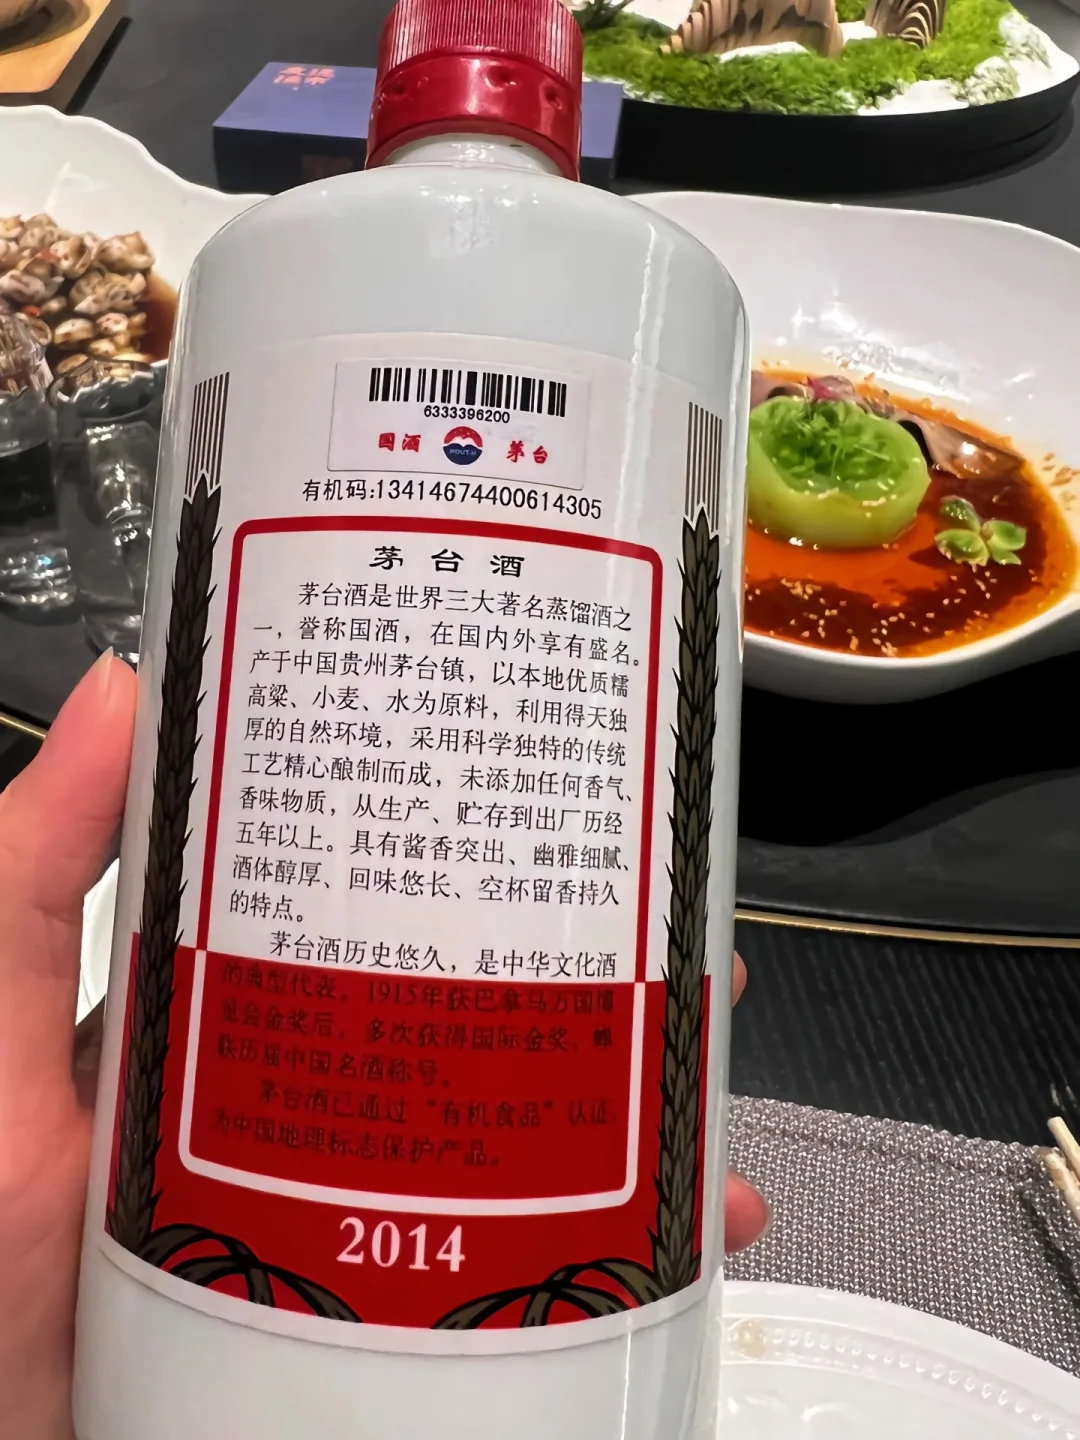 6333396200
国酒 MOUTAI 茅台
有机码:13414674400614305
茅台酒
茅台酒是世界三大著名蒸馏酒之
一，誉称国酒，在国内外享有盛名。
产于中国贵州茅台镇，以本地优质糯
高粱、小麦、水为原料，利用得天独
厚的自然环境，采用科学独特的传统
工艺精心酿制而成，未添加任何香气、
香味物质，从生产、贮存到出厂历经
五年以上。具有酱香突出、幽雅细腻、
酒体醇厚、回味悠长、空杯留香持久
的特点。
茅台酒历史悠久，是中华文化酒
的典型代表。1915年获巴拿马万国博
览会金奖后，多次获得国际金奖，蝉
联历届中国名酒称号。
茅台酒已通过“有机食品”认证，
为中国地理标志保护产品。
2014